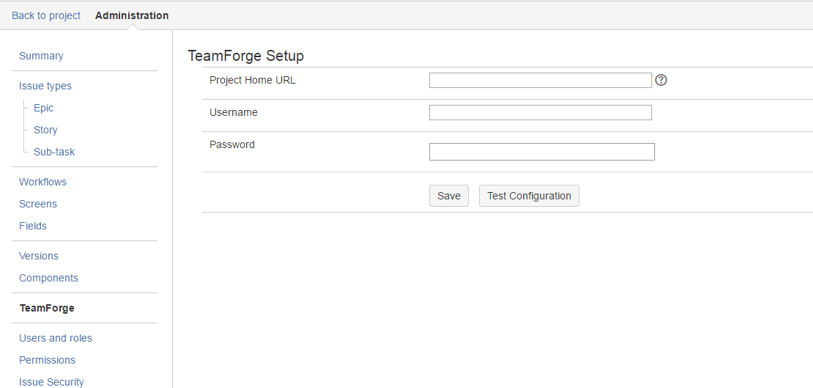 Back to project Administration
Summary
Issue types
Epic
Story
Sub-task
Workflows
Screens
Fields
Versions
Components
TeamForge
Users and roles
Permissions
Issue Security
TeamForge Setup
Project Home URL ?
Username
Password
Save Test Configuration